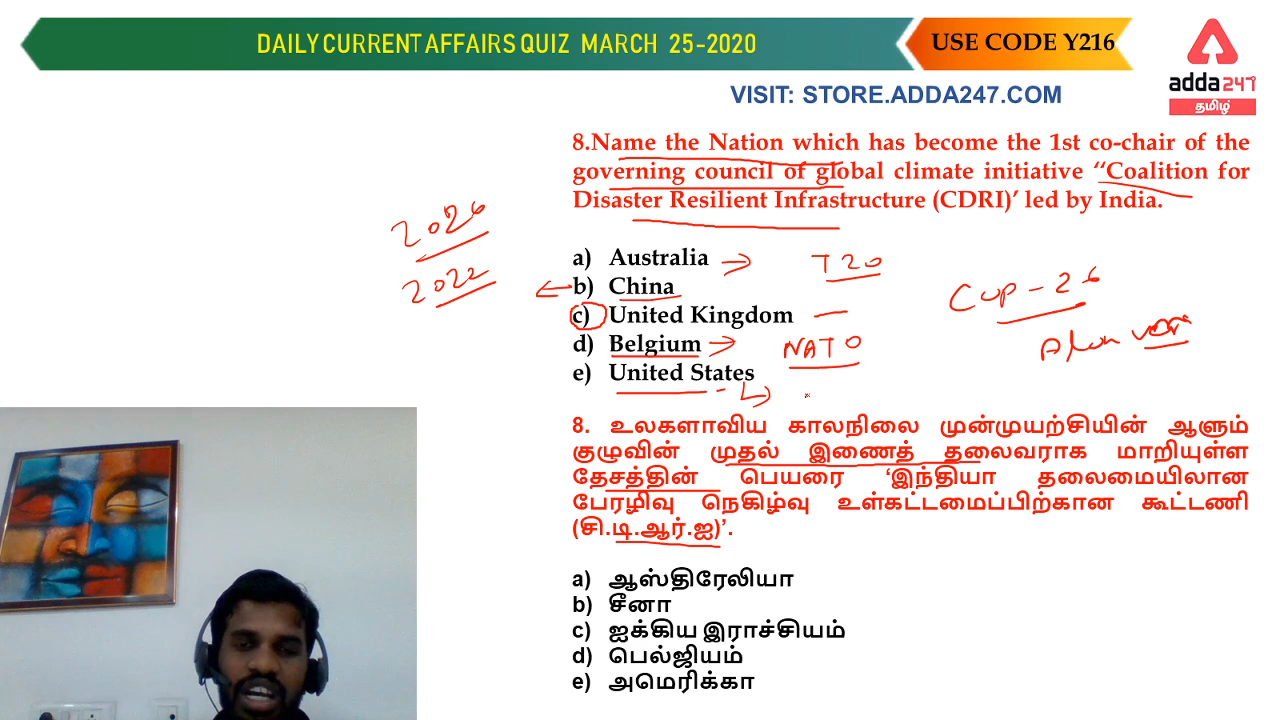 DAILY CURRENT AFFAIRS QUIZ MARCH 25-2020
USE CODE Y216
adda247
தமிழ்
VISIT: STORE.ADDA247.COM
8.Name the Nation which has become the 1st co-chair of the
governing council of global climate initiative “Coalition for
Disaster Resilient Infrastructure (CDRI)’ led by India.
2026
2022
a) Australia
T20
b) China
c) United Kingdom
COP-26
d) Belgium
NATO
e) United States
8. உலகளாவிய காலநிலை முன்முயற்சியின் ஆளும்
குழுவின் முதல் இணைத் தலைவராக மாறியுள்ள
தேசத்தின் பெயரை ‘இந்தியா தலைமையிலான
பேரழிவு நெகிழ்வு உள்கட்டமைப்பிற்கான கூட்டணி
(சி.டி.ஆர்.ஐ)’.
a) ஆஸ்திரேலியா
b) சீனா
c) ஐக்கிய இராச்சியம்
d) பெல்ஜியம்
e) அமெரிக்கா